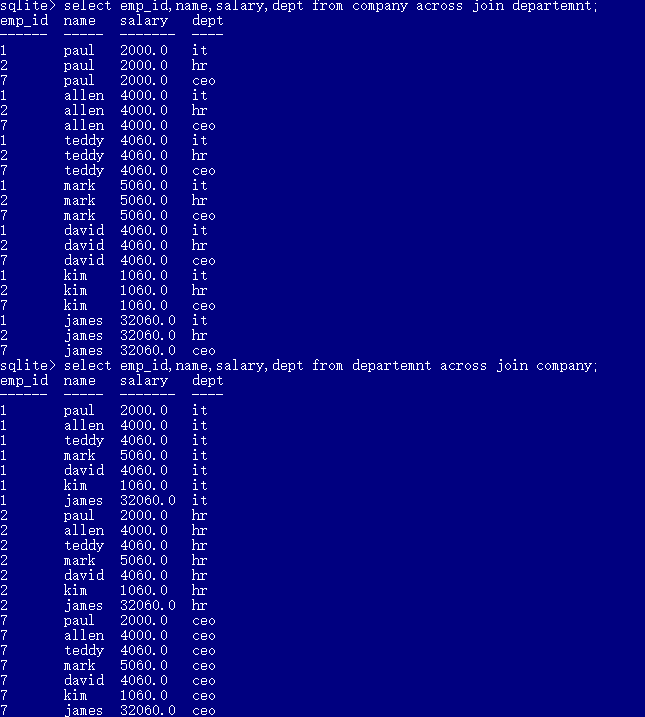 sqlite> select emp_id,name,salary,dept from company across join departemnt;
emp_id  name   salary   dept
------  -----  -------  ----
1       paul   2000.0   it
2       paul   2000.0   hr
7       paul   2000.0   ceo
1       allen  4000.0   it
2       allen  4000.0   hr
7       allen  4000.0   ceo
1       teddy  4060.0   it
2       teddy  4060.0   hr
7       teddy  4060.0   ceo
1       mark   5060.0   it
2       mark   5060.0   hr
7       mark   5060.0   ceo
1       david  4060.0   it
2       david  4060.0   hr
7       david  4060.0   ceo
1       kim    1060.0   it
2       kim    1060.0   hr
7       kim    1060.0   ceo
1       james  32060.0  it
2       james  32060.0  hr
7       james  32060.0  ceo
sqlite> select emp_id,name,salary,dept from departemnt across join company;
emp_id  name   salary   dept
------  -----  -------  ----
1       paul   2000.0   it
1       allen  4000.0   it
1       teddy  4060.0   it
1       mark   5060.0   it
1       david  4060.0   it
1       kim    1060.0   it
1       james  32060.0  it
2       paul   2000.0   hr
2       allen  4000.0   hr
2       teddy  4060.0   hr
2       mark   5060.0   hr
2       david  4060.0   hr
2       kim    1060.0   hr
2       james  32060.0  hr
7       paul   2000.0   ceo
7       allen  4000.0   ceo
7       teddy  4060.0   ceo
7       mark   5060.0   ceo
7       david  4060.0   ceo
7       kim    1060.0   ceo
7       james  32060.0  ceo